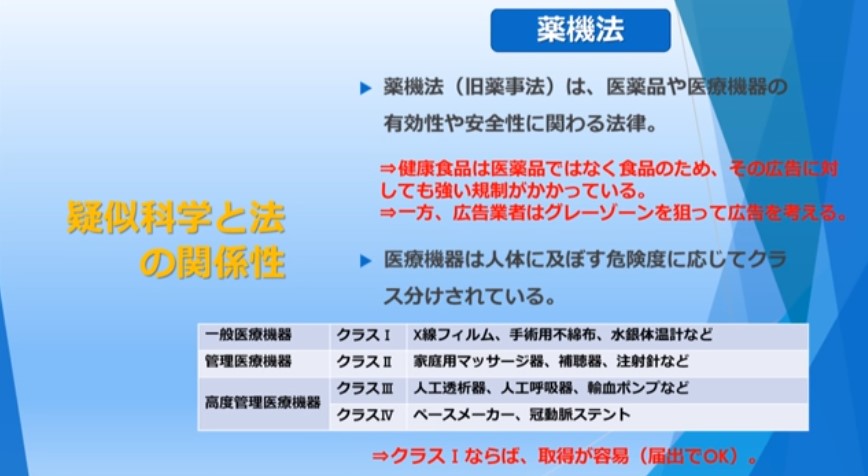 薬機法
疑似科学と法
の関係性
▶ 薬機法（旧薬事法）は、医薬品や医療機器の
有効性や安全性に関わる法律。
⇒健康食品は医薬品ではなく食品のため、その広告に対
しても強い規制がかかっている。
⇒一方、広告業者はグレーゾーンを狙って広告を考える。
▶ 医療機器は人体に及ぼす危険度に応じてクラ
ス分けされている。
一般医療機器 クラスⅠ X線フィルム、手術用不綿布、水銀体温計など
管理医療機器 クラスⅡ 家庭用マッサージ器、補聴器、注射針など
高度管理医療機器 クラスⅢ 人工透析器、人工呼吸器、輸血ポンプなど
クラスⅣ ペースメーカー、冠動脈ステント
⇒クラスⅠならば、取得が容易（届出でOK）。